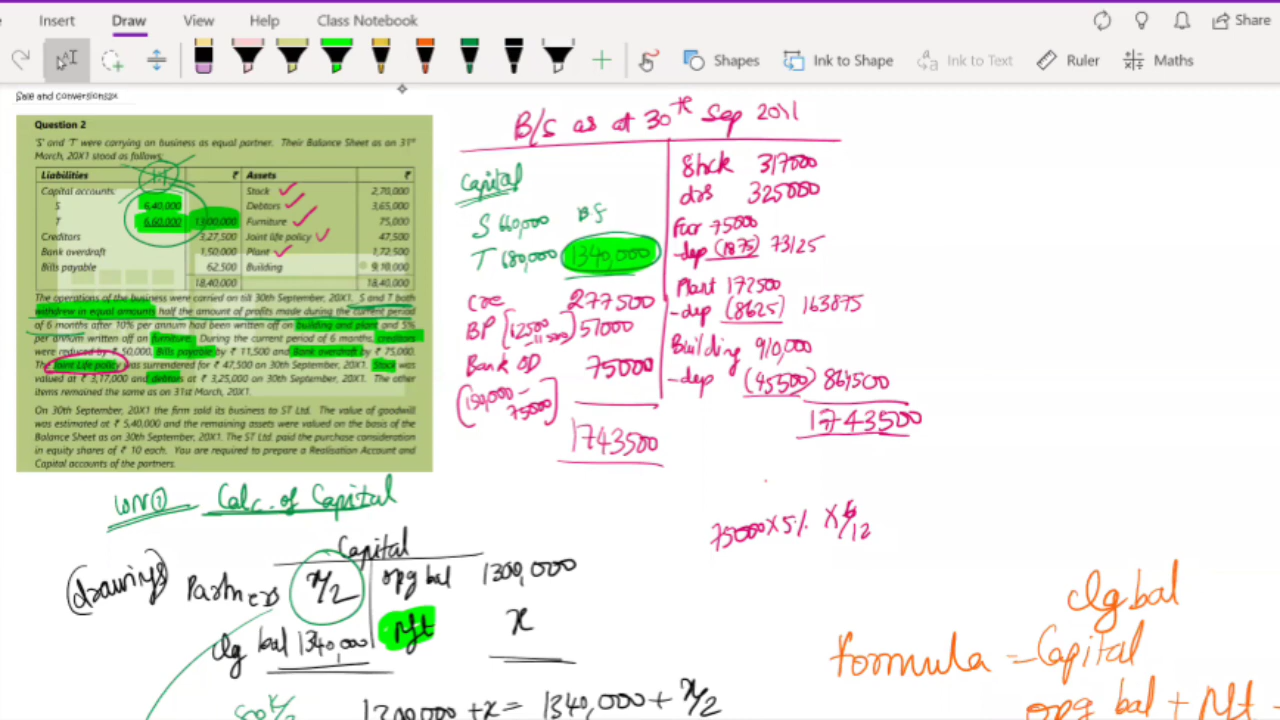 Insert Draw View Help Class Notebook
Share
Shapes Ink to Shape Ink to Text Ruler Maths
Sale and Conversions2x
Question 2
'S' and 'T' were carrying on business as equal partner. Their Balance Sheet as on 31st
March, 20X1 stood as follows:
Liabilities ₹ Assets ₹
Capital accounts: Stock 2,70,000
S 6,40,000 Debtors 3,65,000
T 6,60,000 13,00,000 Furniture 75,000
Creditors 3,27,500 Joint life policy 47,500
Bank overdraft 1,50,000 Plant 1,72,500
Bills payable 62,500 Building 9,10,000
18,40,000 18,40,000
The operations of the business were carried on till 30th September, 20X1. S and T both
withdrew in equal amounts half the amount of profits made during the current period
of 6 months after 10% per annum had been written off on building and plant and 5%
per annum written off on furniture. During the current period of 6 months, creditors
were reduced by ₹ 50,000, Bills payable by ₹ 11,500 and Bank overdraft by ₹ 75,000.
The Joint Life policy was surrendered for ₹ 47,500 on 30th September, 20X1. Stock was
valued at ₹ 3,17,000 and debtors at ₹ 3,25,000 on 30th September, 20X1. The other
items remained the same as on 31st March, 20X1.
On 30th September, 20X1 the firm sold its business to ST Ltd. The value of goodwill
was estimated at ₹ 5,40,000 and the remaining assets were valued on the basis of the
Balance Sheet as on 30th September, 20X1. The ST Ltd. paid the purchase consideration
in equity shares of ₹ 10 each. You are required to prepare a Realisation Account and
Capital accounts of the partners.
B/S as at 30th Sep 20X1
Capital
S 660,000
T 680,000 1340,000
Cre 277500
BP 51000
Bank OD 75000
(150,000 - 75000)
1743500
Stock 317000
drs 325000
Fur 75000
-dep (1875) 73125
Plant 172500
-dep (8625) 163875
Building 910,000
-dep (45500) 864500
1743500
75000 X 5% X 6/12
WN① Calc. of Capital
Capital
(drawings) Partners x/2 opg bal 1300,000
clg bal 1340,000 Pft x
1300000 + x = 1340,000 + x/2
clg bal
formula = Capital
opg bal + Pft -